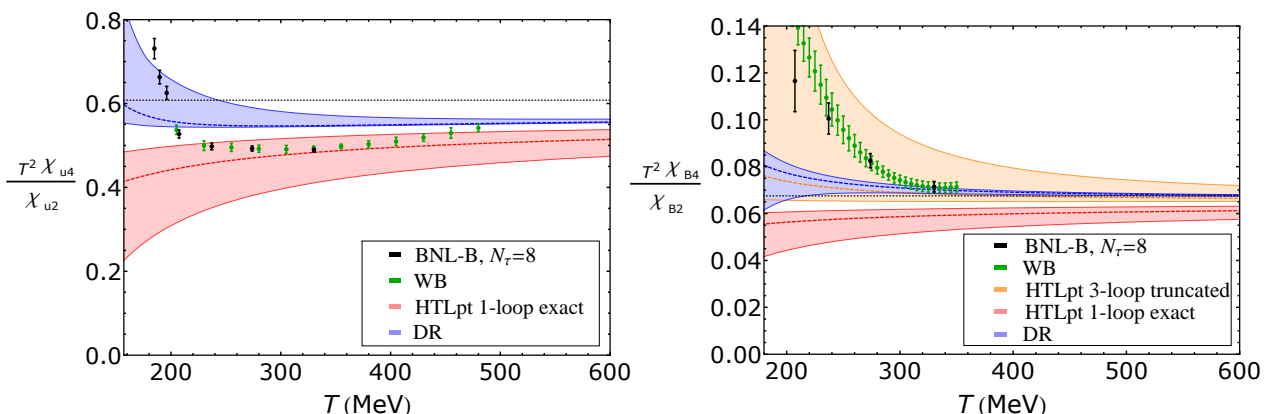 0.8
0.6
0.4
0.2
0.0
T² χu4
χu2
BNL-B, Nτ=8
WB
HTLpt 1-loop exact
DR
200 300 400 500 600
T (MeV)
0.14
0.12
0.10
0.08
0.06
0.04
0.02
0.00
T² χB4
χB2
BNL-B, Nτ=8
WB
HTLpt 3-loop truncated
HTLpt 1-loop exact
DR
200 300 400 500 600
T (MeV)